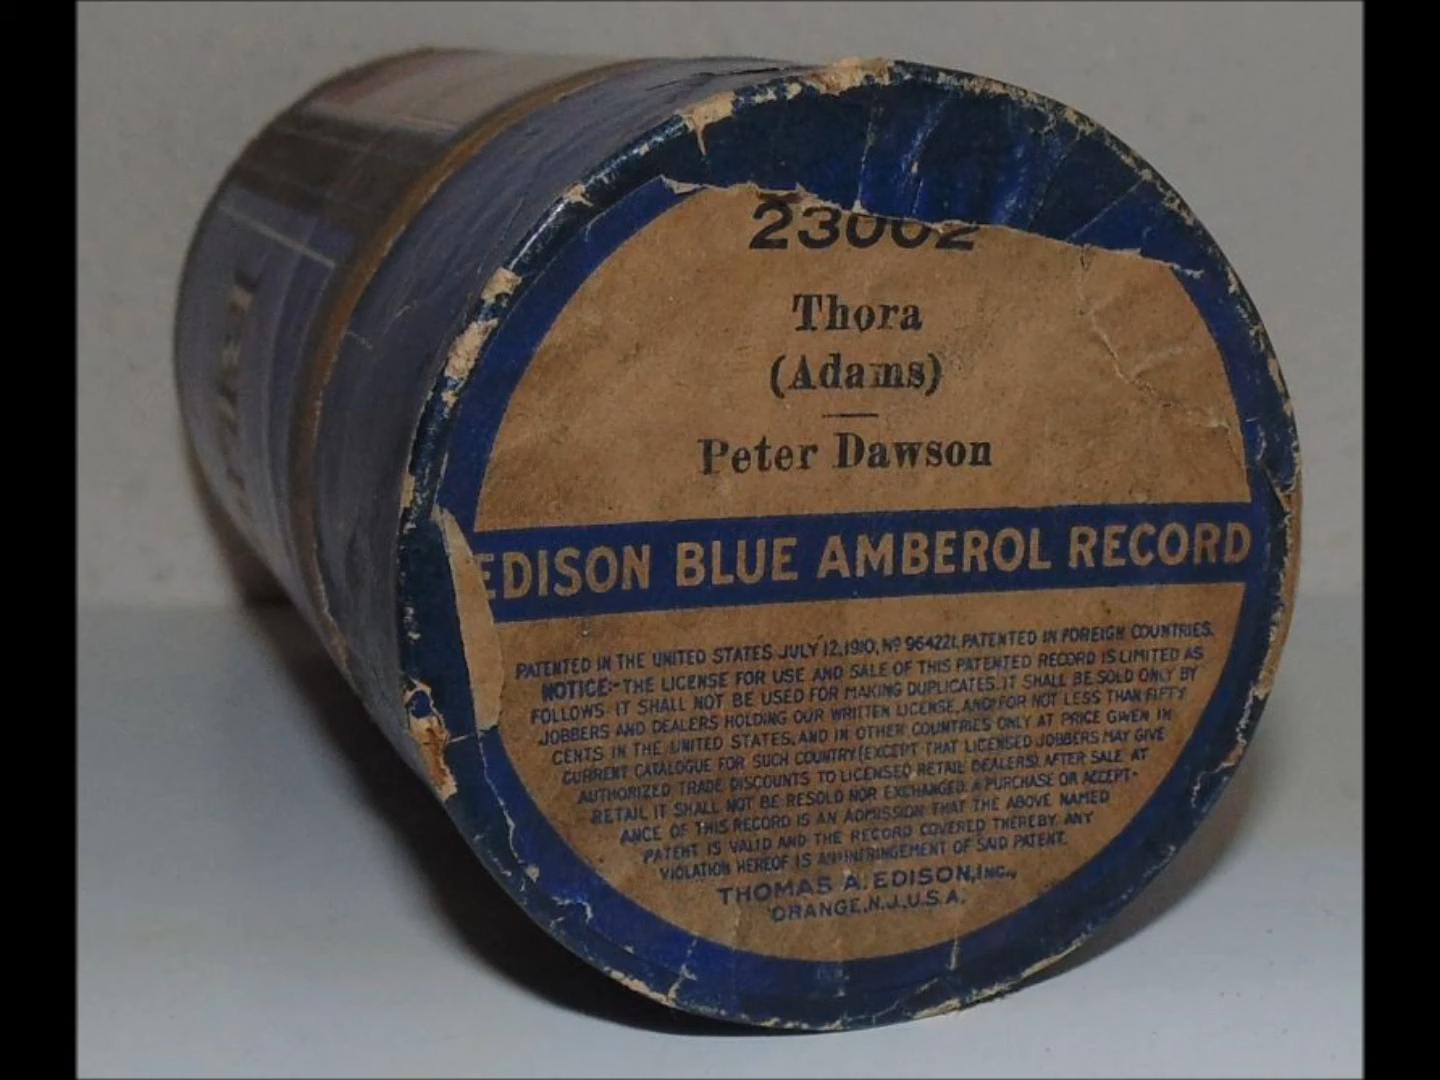 23002
Thora
(Adams)
Peter Dawson
EDISON BLUE AMBEROL RECORD
PATENTED IN THE UNITED STATES JULY 12, 1910, Nº 964221. PATENTED IN FOREIGN COUNTRIES.
NOTICE:-THE LICENSE FOR USE AND SALE OF THIS PATENTED RECORD IS LIMITED AS
FOLLOWS: IT SHALL NOT BE USED FOR MAKING DUPLICATES. IT SHALL BE SOLD ONLY BY
JOBBERS AND DEALERS HOLDING OUR WRITTEN LICENSE, AND FOR NOT LESS THAN FIFTY
CENTS IN THE UNITED STATES, AND IN OTHER COUNTRIES ONLY AT PRICE GIVEN IN
CURRENT CATALOGUE FOR SUCH COUNTRY (EXCEPT THAT LICENSED JOBBERS MAY GIVE
AUTHORIZED TRADE DISCOUNTS TO LICENSED RETAIL DEALERS). AFTER SALE AT
RETAIL IT SHALL NOT BE RESOLD NOR EXCHANGED. A PURCHASE OR ACCEPT-
ANCE OF THIS RECORD IS AN ADMISSION THAT THE ABOVE NAMED
PATENT IS VALID AND THE RECORD COVERED THEREBY. ANY
VIOLATION HEREOF IS AN INFRINGEMENT OF SAID PATENT.
THOMAS A. EDISON, INC.,
ORANGE, N.J., U.S.A.